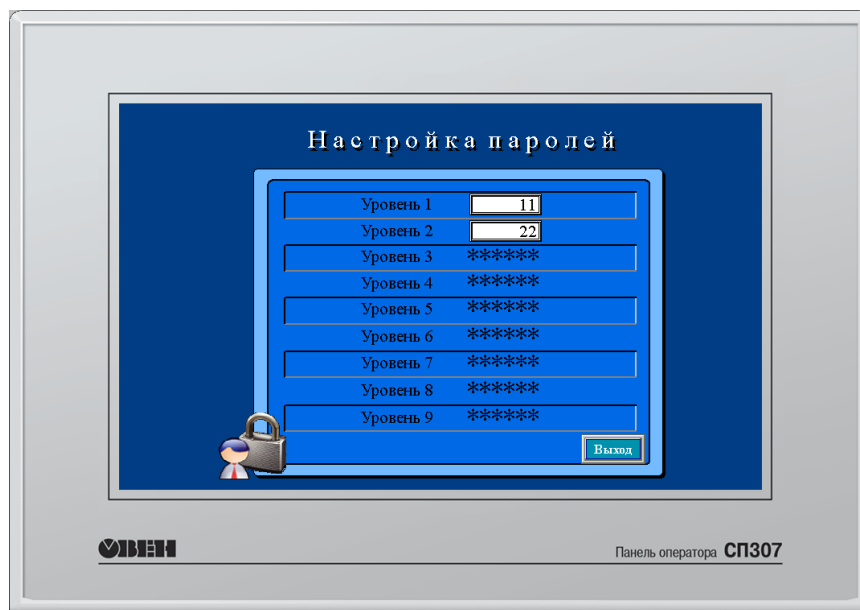 Настройка паролей
Уровень 1 11
Уровень 2 22
Уровень 3 ******
Уровень 4 ******
Уровень 5 ******
Уровень 6 ******
Уровень 7 ******
Уровень 8 ******
Уровень 9 ******
Выход
ОВЕН
Панель оператора СП307